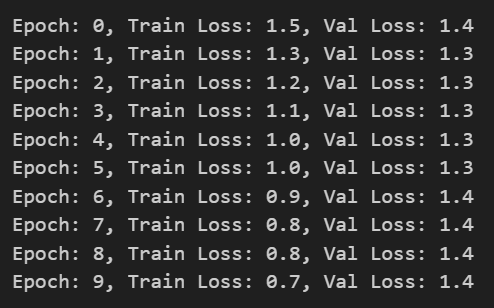 Epoch: 0, Train Loss: 1.5, Val Loss: 1.4
Epoch: 1, Train Loss: 1.3, Val Loss: 1.3
Epoch: 2, Train Loss: 1.2, Val Loss: 1.3
Epoch: 3, Train Loss: 1.1, Val Loss: 1.3
Epoch: 4, Train Loss: 1.0, Val Loss: 1.3
Epoch: 5, Train Loss: 1.0, Val Loss: 1.3
Epoch: 6, Train Loss: 0.9, Val Loss: 1.4
Epoch: 7, Train Loss: 0.8, Val Loss: 1.4
Epoch: 8, Train Loss: 0.8, Val Loss: 1.4
Epoch: 9, Train Loss: 0.7, Val Loss: 1.4